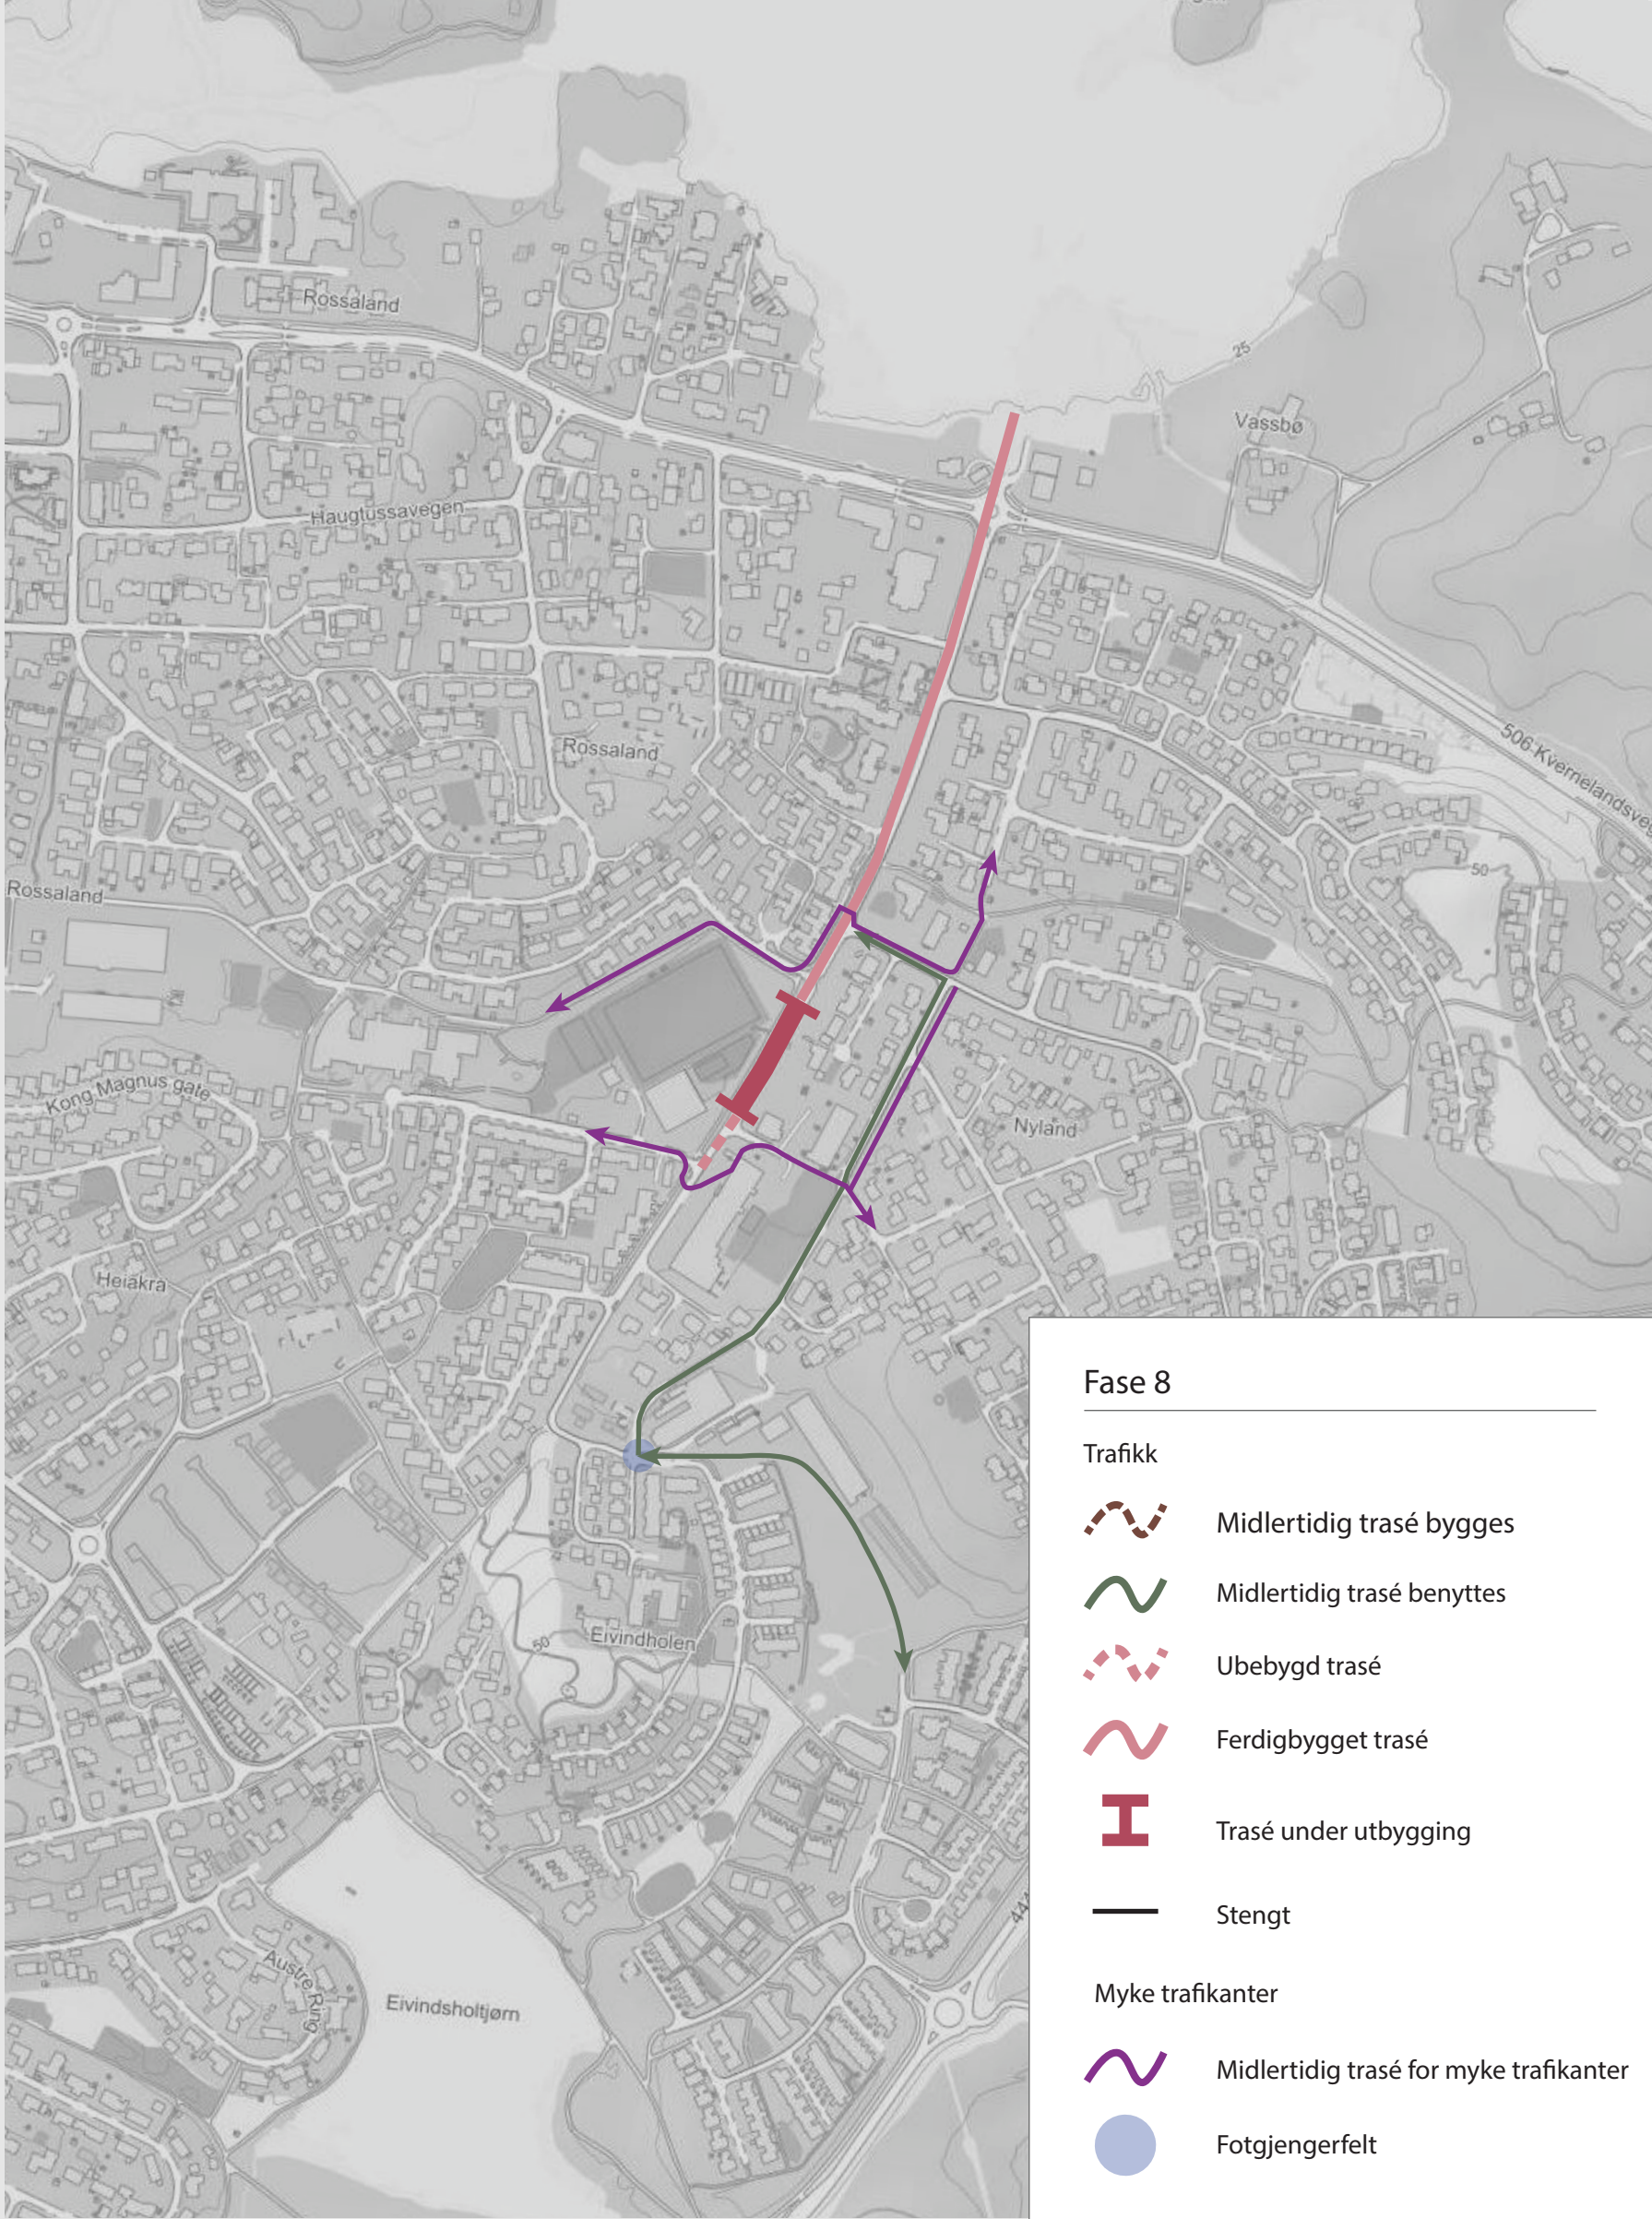 Rossaland
25
Vassbø
Haugtussavegen
Rossaland
506 Kvernelandsve
50
Rossaland
Kong Magnus gate
Nyland
Heiakra
50
Eivindholen
Austre Ring
Eivindsholtjørn
44
Fase 8
Trafikk
Midlertidig trasé bygges
Midlertidig trasé benyttes
Ubebygd trasé
Ferdigbygget trasé
Trasé under utbygging
Stengt
Myke trafikanter
Midlertidig trasé for myke trafikanter
Fotgjengerfelt